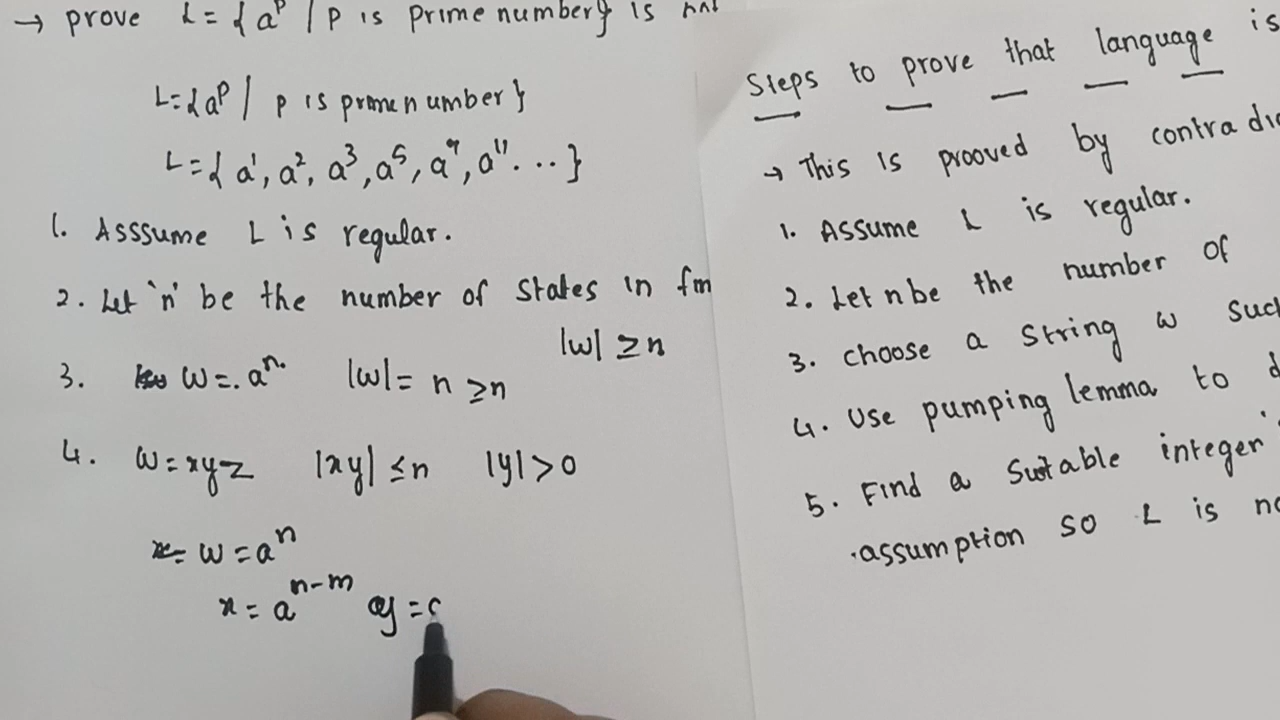 → prove L = { a^p / p is prime number} is
L = { a^p / p is prime number }
L = { a^1, a^2, a^3, a^5, a^7, a^11 . . . }
1. Asssume L is regular.
2. Let 'n' be the number of states in fm
|w| ≥ n
3. w = . a^n. |w| = n ≥ n
4. w = xyz |xy| ≤ n |y| > 0
w = a^n
x = a^n-m y =
Steps to prove that language is
→ This is prooved by
1. Assume L is regular.
2. Let n be the number of
3. choose a string w
4. Use pumping lemma to
5. Find a suitable integer
.assumption so L is